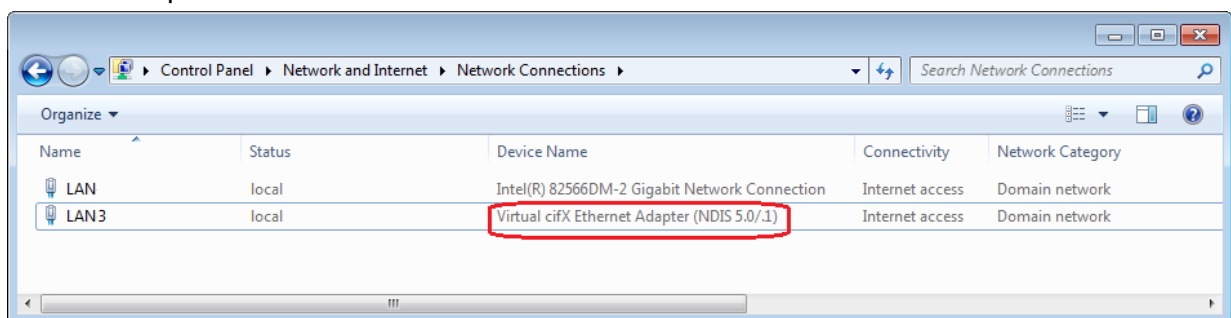 Control Panel ▸ Network and Internet ▸ Network Connections ▸
Search Network Connections
Organize
Name Status Device Name Connectivity Network Category
LAN local Intel(R) 82566DM-2 Gigabit Network Connection Internet access Domain network
LAN3 local Virtual cifX Ethernet Adapter (NDIS 5.0/.1) Internet access Domain network